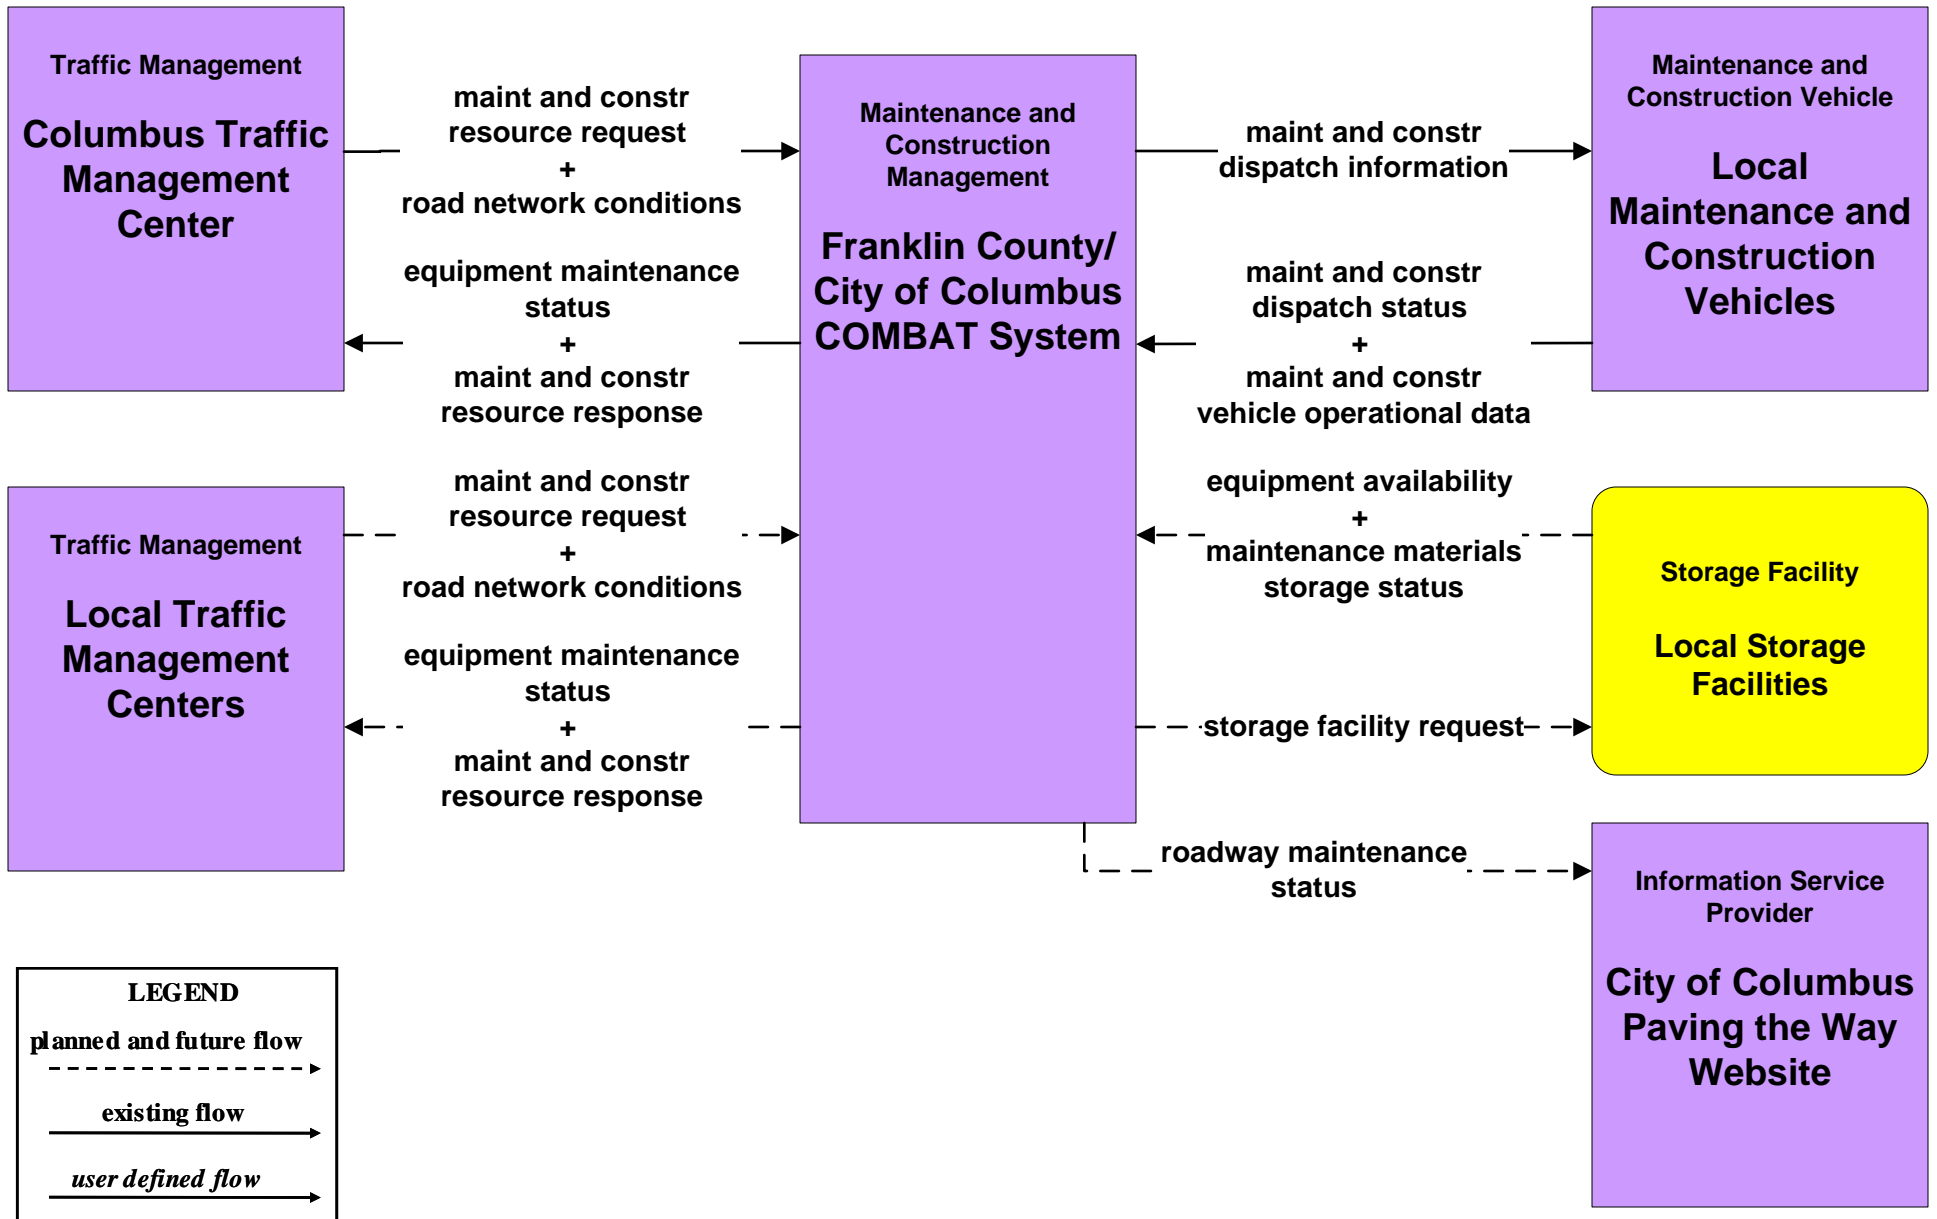 Traffic Management
Columbus Traffic
Management
Center
maint and constr
resource request
+
road network conditions
equipment maintenance
status
+
maint and constr
resource response
Maintenance and
Construction
Management
Franklin County/
City of Columbus
COMBAT System
maint and constr
dispatch information
maint and constr
dispatch status
+
maint and constr
vehicle operational data
Maintenance and
Construction Vehicle
Local
Maintenance and
Construction
Vehicles
Traffic Management
Local Traffic
Management
Centers
maint and constr
resource request
+
road network conditions
equipment maintenance
status
+
maint and constr
resource response
equipment availability
+
maintenance materials
storage status
storage facility request
Storage Facility
Local Storage
Facilities
roadway maintenance
status
Information Service
Provider
City of Columbus
Paving the Way
Website
LEGEND
planned and future flow
existing flow
user defined flow